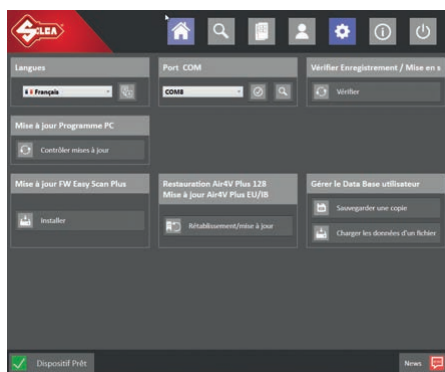 SILCA
Langues
Port COM
Vérifier Enregistrement / Mise en s
Français
COM8
Vérifier
Mise à jour Programme PC
Contrôler mises à jour
Mise à jour FW Easy Scan Plus
Restauration Air4V Plus 128
Mise à jour Air4V Plus EU/IB
Gérer le Data Base utilisateur
Installer
Rétablissement/mise à jour
Sauvegarder une copie
Charger les données d'un fichier
Dispositif Prêt
News